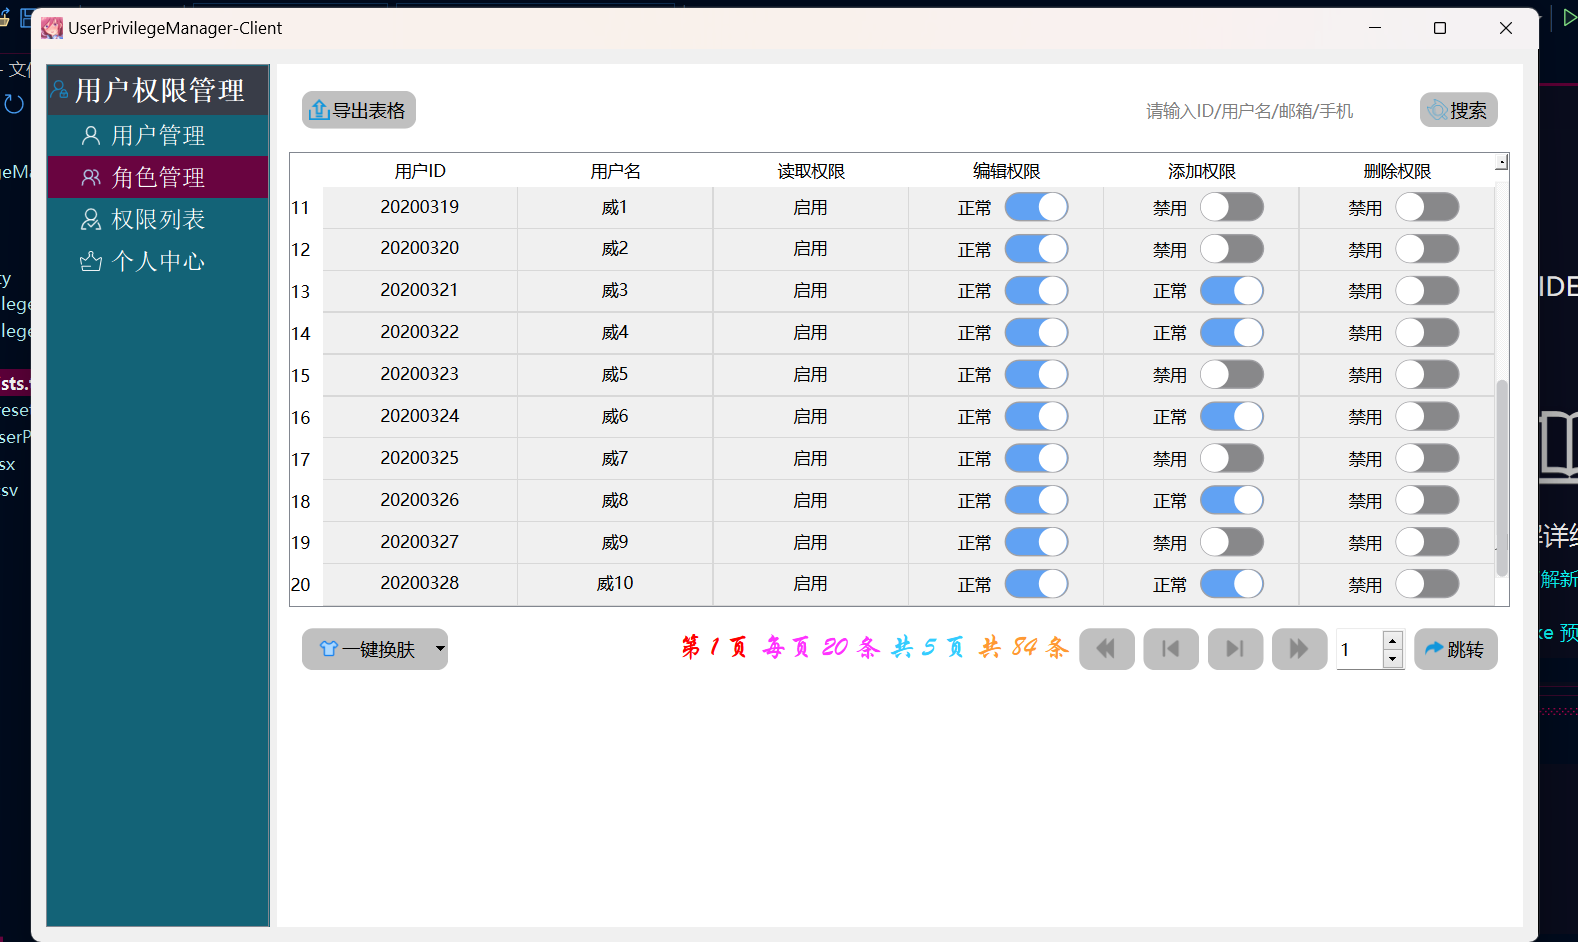 UserPrivilegeManager-Client
用户权限管理
用户管理
角色管理
权限列表
个人中心
导出表格
请输入ID/用户名/邮箱/手机
搜索
用户ID 用户名 读取权限 编辑权限 添加权限 删除权限
11 20200319 威1 启用 正常 禁用 禁用
12 20200320 威2 启用 正常 禁用 禁用
13 20200321 威3 启用 正常 正常 禁用
14 20200322 威4 启用 正常 正常 禁用
15 20200323 威5 启用 正常 禁用 禁用
16 20200324 威6 启用 正常 正常 禁用
17 20200325 威7 启用 正常 禁用 禁用
18 20200326 威8 启用 正常 正常 禁用
19 20200327 威9 启用 正常 禁用 禁用
20 20200328 威10 启用 正常 正常 禁用
一键换肤
第 1 页 每页 20 条 共 5 页 共 84 条
1
跳转
IDE